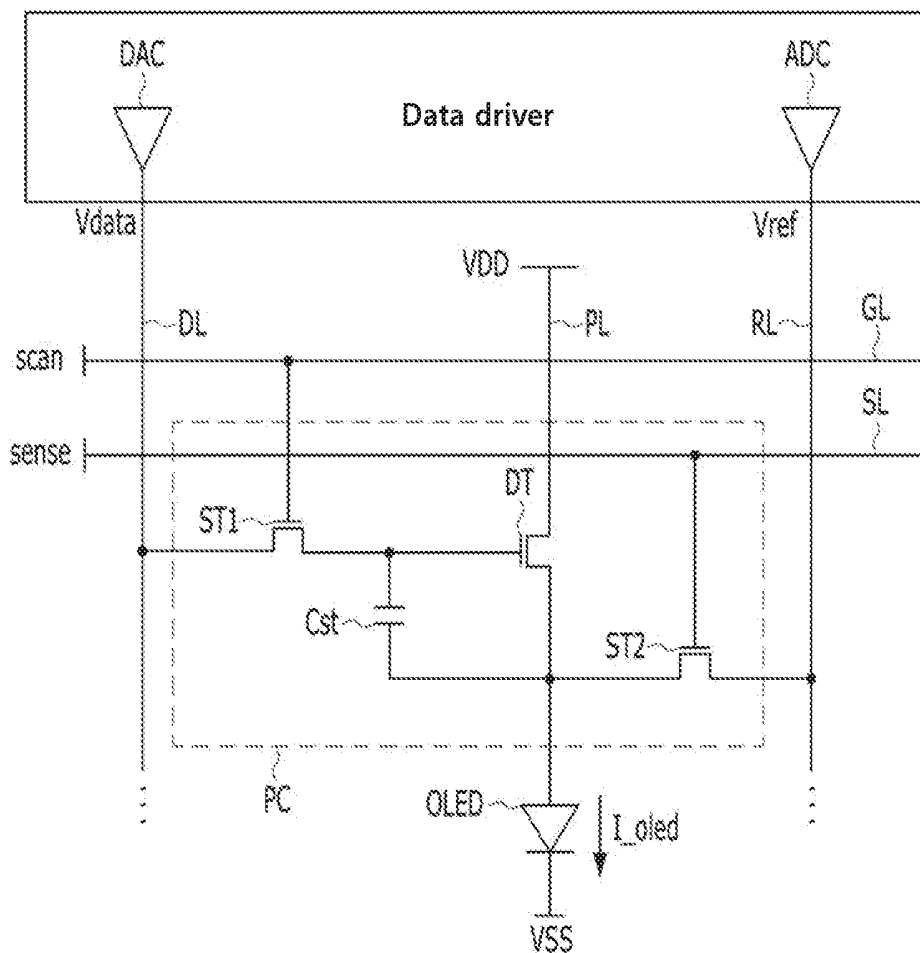 DAC
ADC
Data driver
Vdata
Vref
VDD
DL
PL
RL
GL
scan
SL
sense
DT
ST1
Cst
ST2
PC
OLED
I_oled
VSS